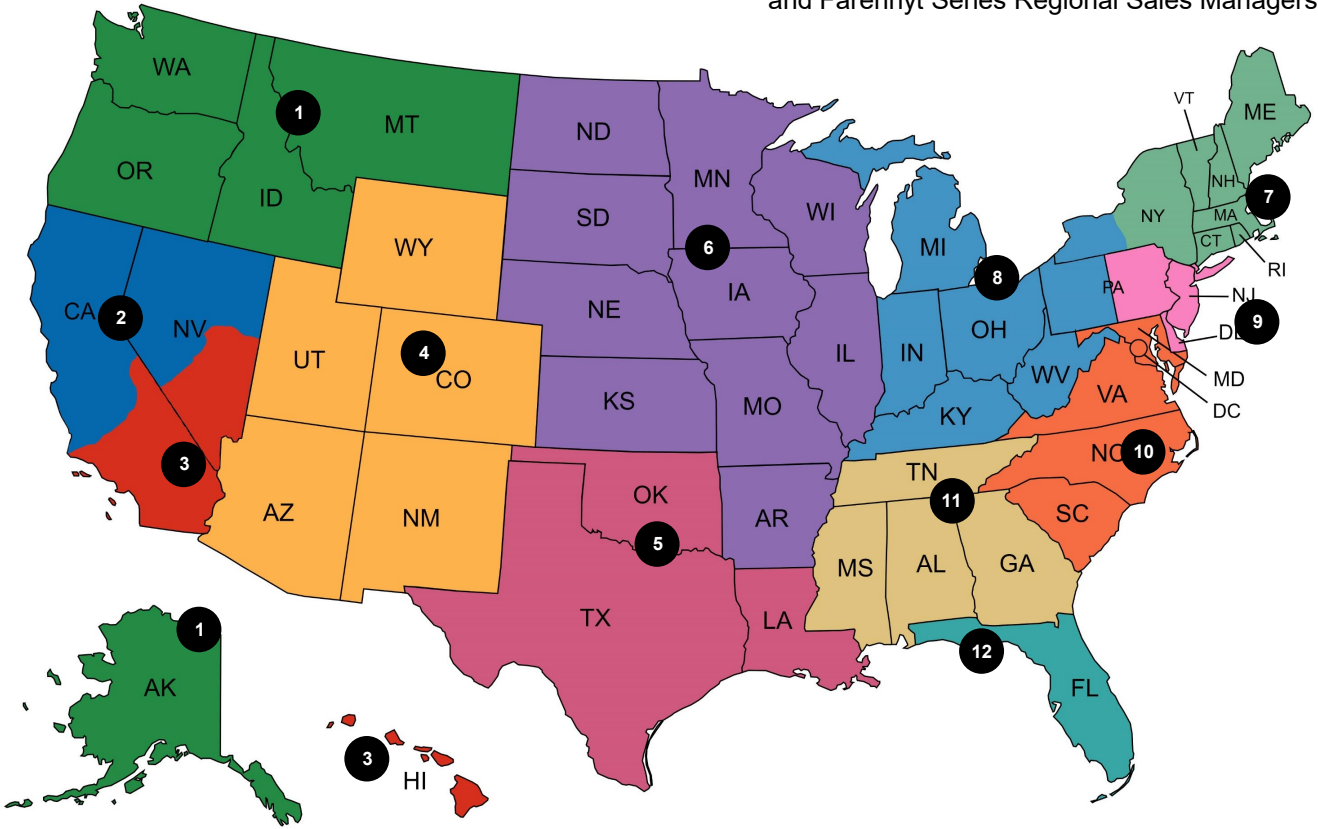 and Parennyt Series Regional Sales Managers
WA
1
MT
OR
ID
ND
MN
SD
WI
6
WY
NE
IA
CA
2
NV
UT
4
CO
KS
MO
IL
3
AZ
NM
OK
5
AR
TX
LA
VT
ME
NH
7
NY
MA
CT
RI
MI
8
PA
NJ
9
OH
IN
WV
MD
DC
VA
KY
NC
10
TN
11
SC
MS
AL
GA
12
FL
1
AK
3
HI